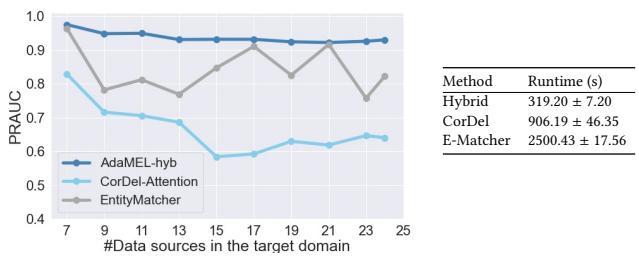 1.0
0.9
0.8
0.7
0.6
0.5
0.4
PRAUC
AdaMEL-hyb
CorDel-Attention
EntityMatcher
7 9 11 13 15 17 19 21 23 25
#Data sources in the target domain
Method Runtime (s)
Hybrid 319.20 ± 7.20
CorDel 906.19 ± 46.35
E-Matcher 2500.43 ± 17.56